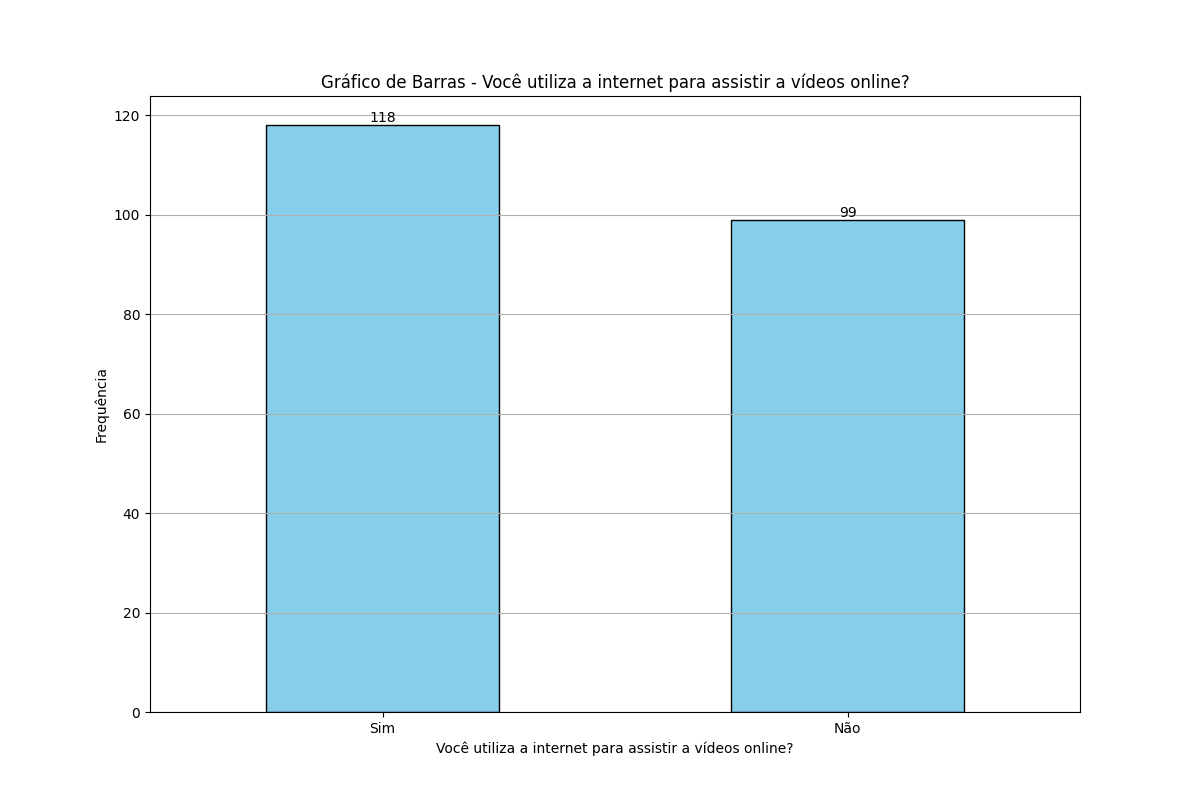 Gráfico de Barras - Você utiliza a internet para assistir a vídeos online?
120
100
80
60
40
20
0
Frequência
118
99
Sim
Não
Você utiliza a internet para assistir a vídeos online?